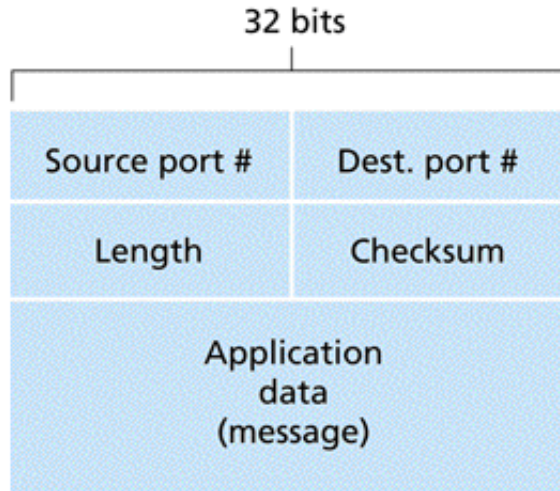 32 bits
Source port # Dest. port #
Length Checksum
Application
data
(message)